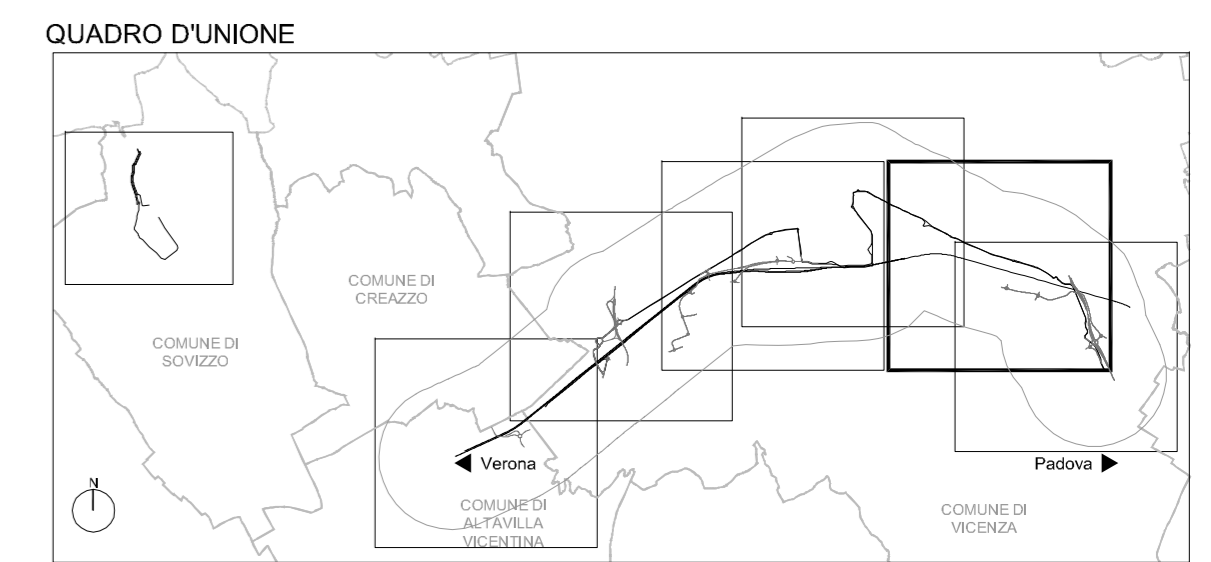 QUADRO D'UNIONE
COMUNE DI
CREAZZO
COMUNE DI
SOVIZZO
Verona
Padova
N
COMUNE DI
ALTAVILLA
VICENTINA
COMUNE DI
VICENZA